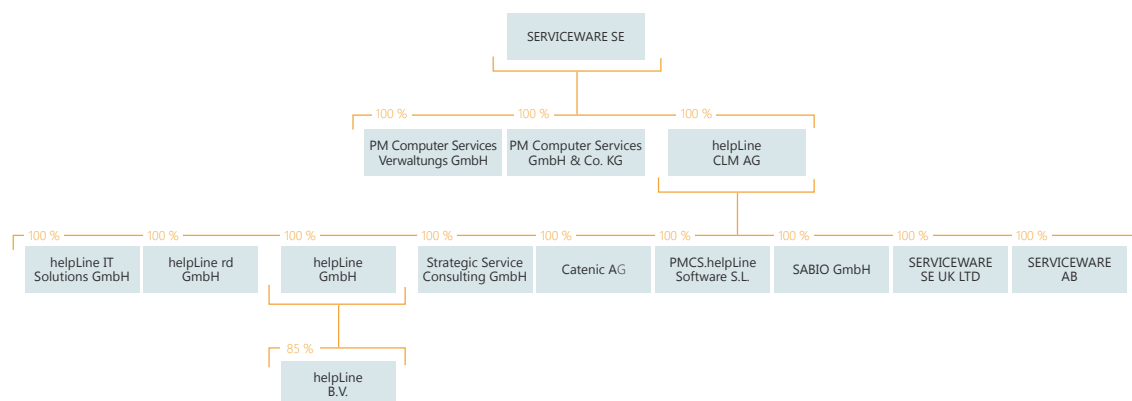 SERVICEWARE SE
100 %
100 %
100 %
PM Computer Services
Verwaltungs GmbH
PM Computer Services
GmbH & Co. KG
helpLine
CLM AG
100 %
100 %
100 %
100 %
100 %
100 %
100 %
100 %
100 %
helpLine IT
Solutions GmbH
helpLine rd
GmbH
helpLine
GmbH
Strategic Service
Consulting GmbH
Catenic AG
PMCS.helpLine
Software S.L.
SABIO GmbH
SERVICEWARE
SE UK LTD
SERVICEWARE
AB
85 %
helpLine
B.V.